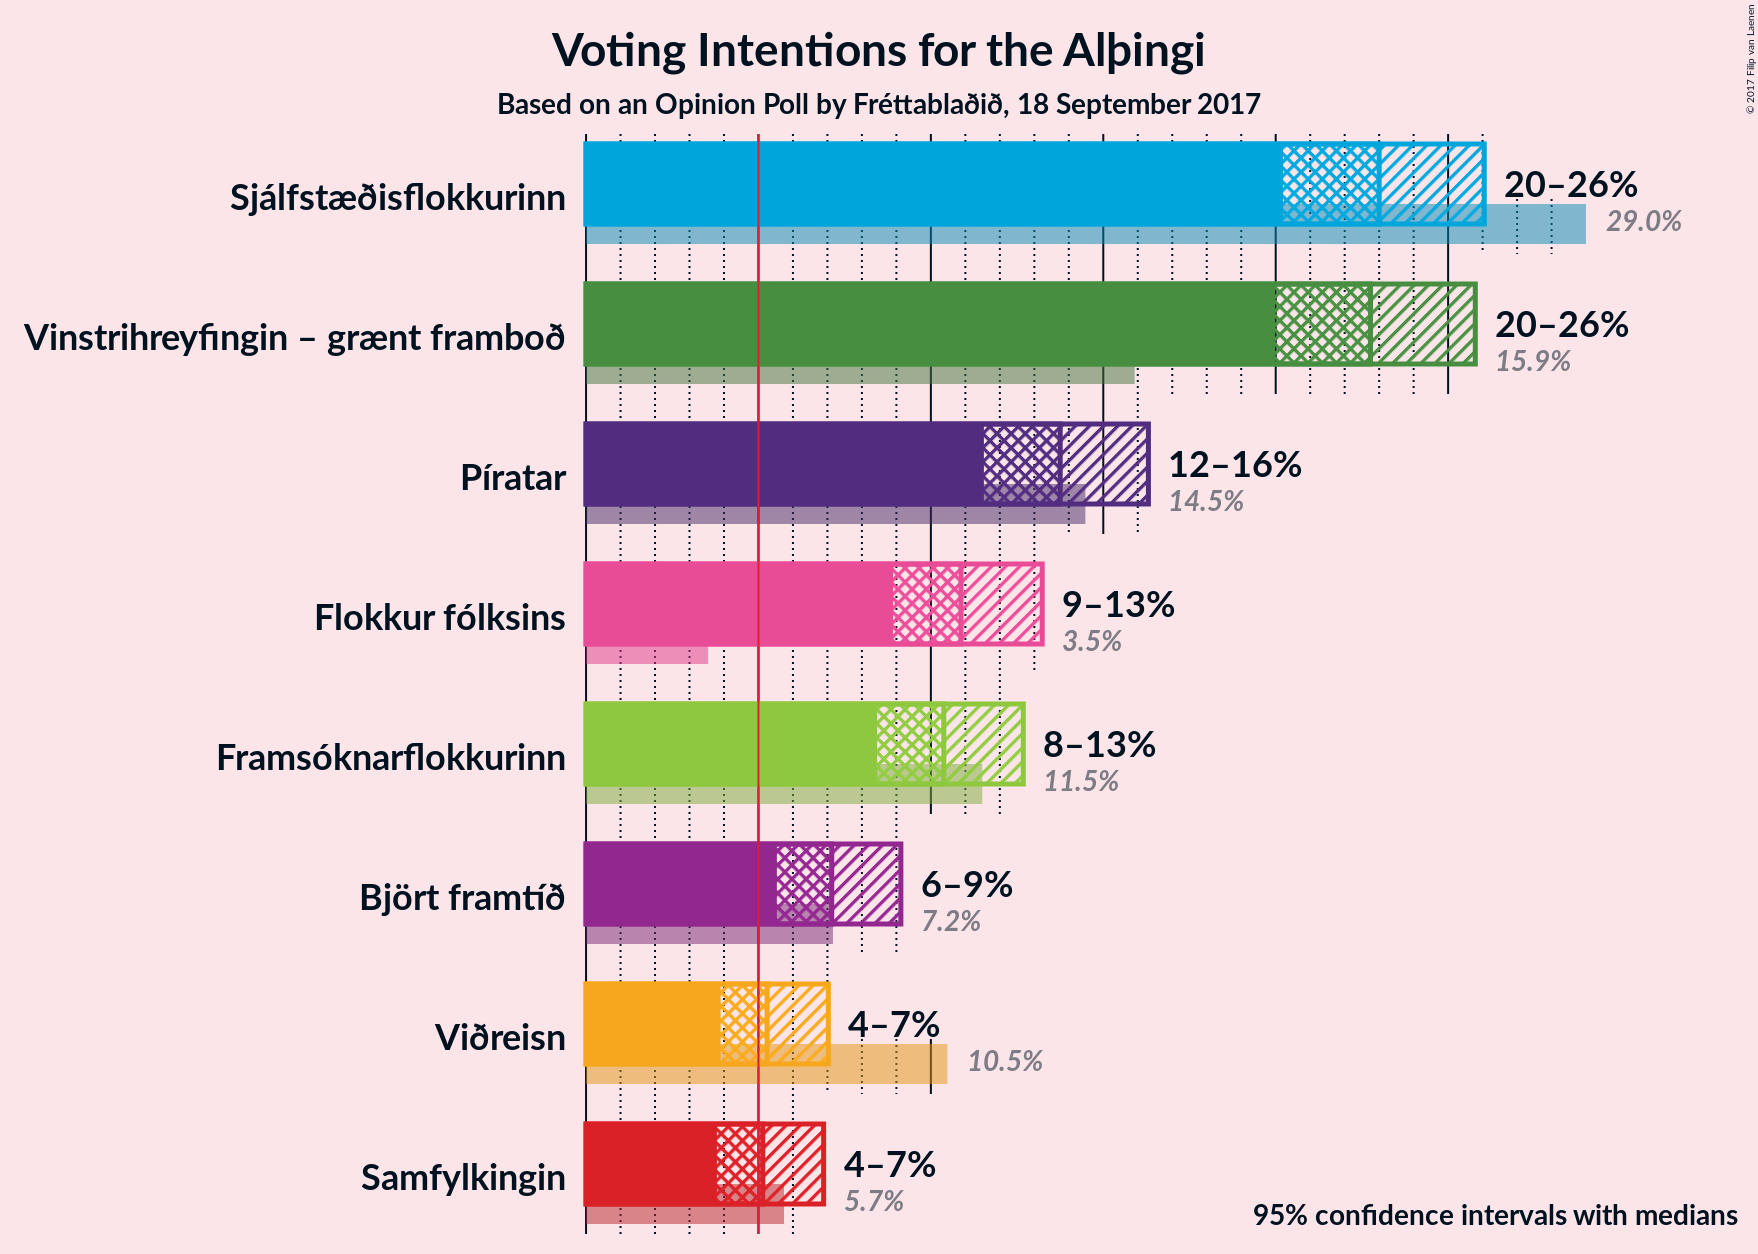 Voting Intentions for the Alþingi
Based on an Opinion Poll by Fréttablaðið, 18 September 2017
© 2017 Filip van Laenen
Sjálfstæðisflokkurinn
20–26%
29.0%
Vinstrihreyfingin – grænt framboð
20–26%
15.9%
Píratar
12–16%
14.5%
Flokkur fólksins
9–13%
3.5%
Framsóknarflokkurinn
8–13%
11.5%
Björt framtíð
6–9%
7.2%
Viðreisn
4–7%
10.5%
Samfylkingin
4–7%
5.7%
95% confidence intervals with medians